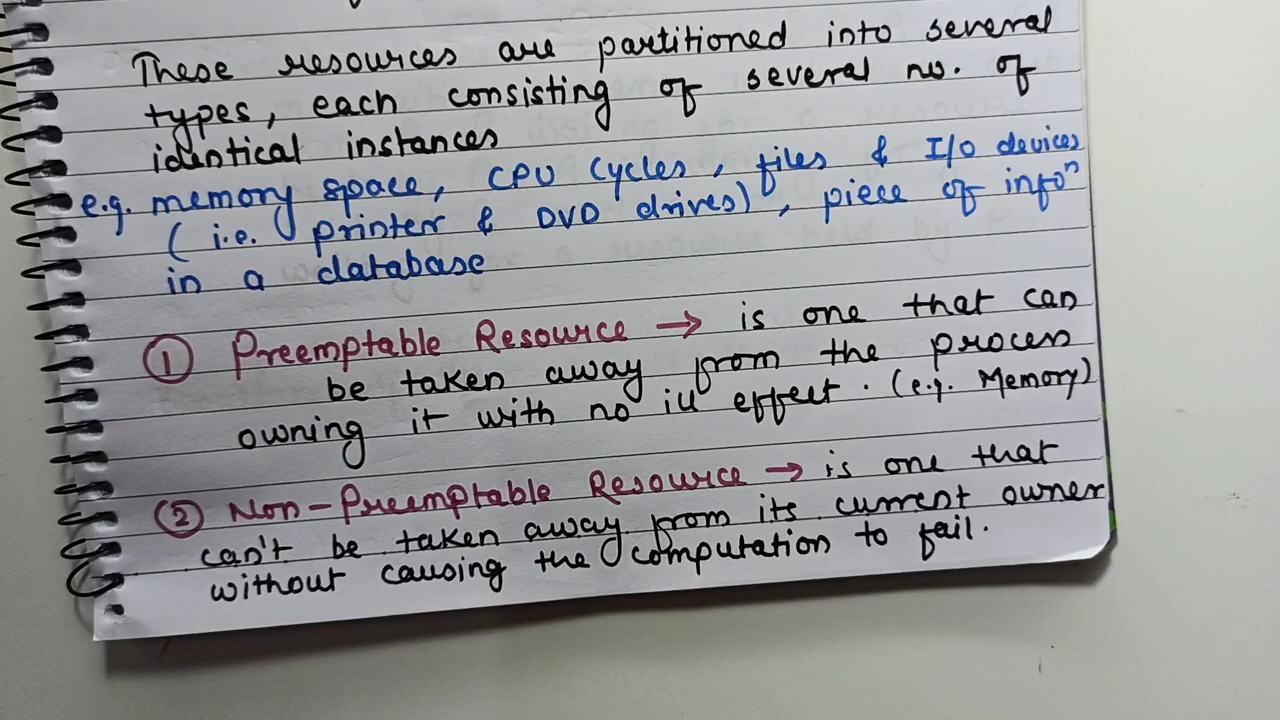 These resources are partitioned into several
types, each consisting of several no. of
identical instances
e.g. memory space, CPU cycles, files & I/O devices
( i.e. printer & DVD drives) , piece of infoⁿ
in a database
① Preemptable Resource → is one that can
be taken away from the process
owning it with no ill effect. (e.g. Memory)
② Non-Preemptable Resource → is one that
can't be taken away from its current owner
without causing the computation to fail.